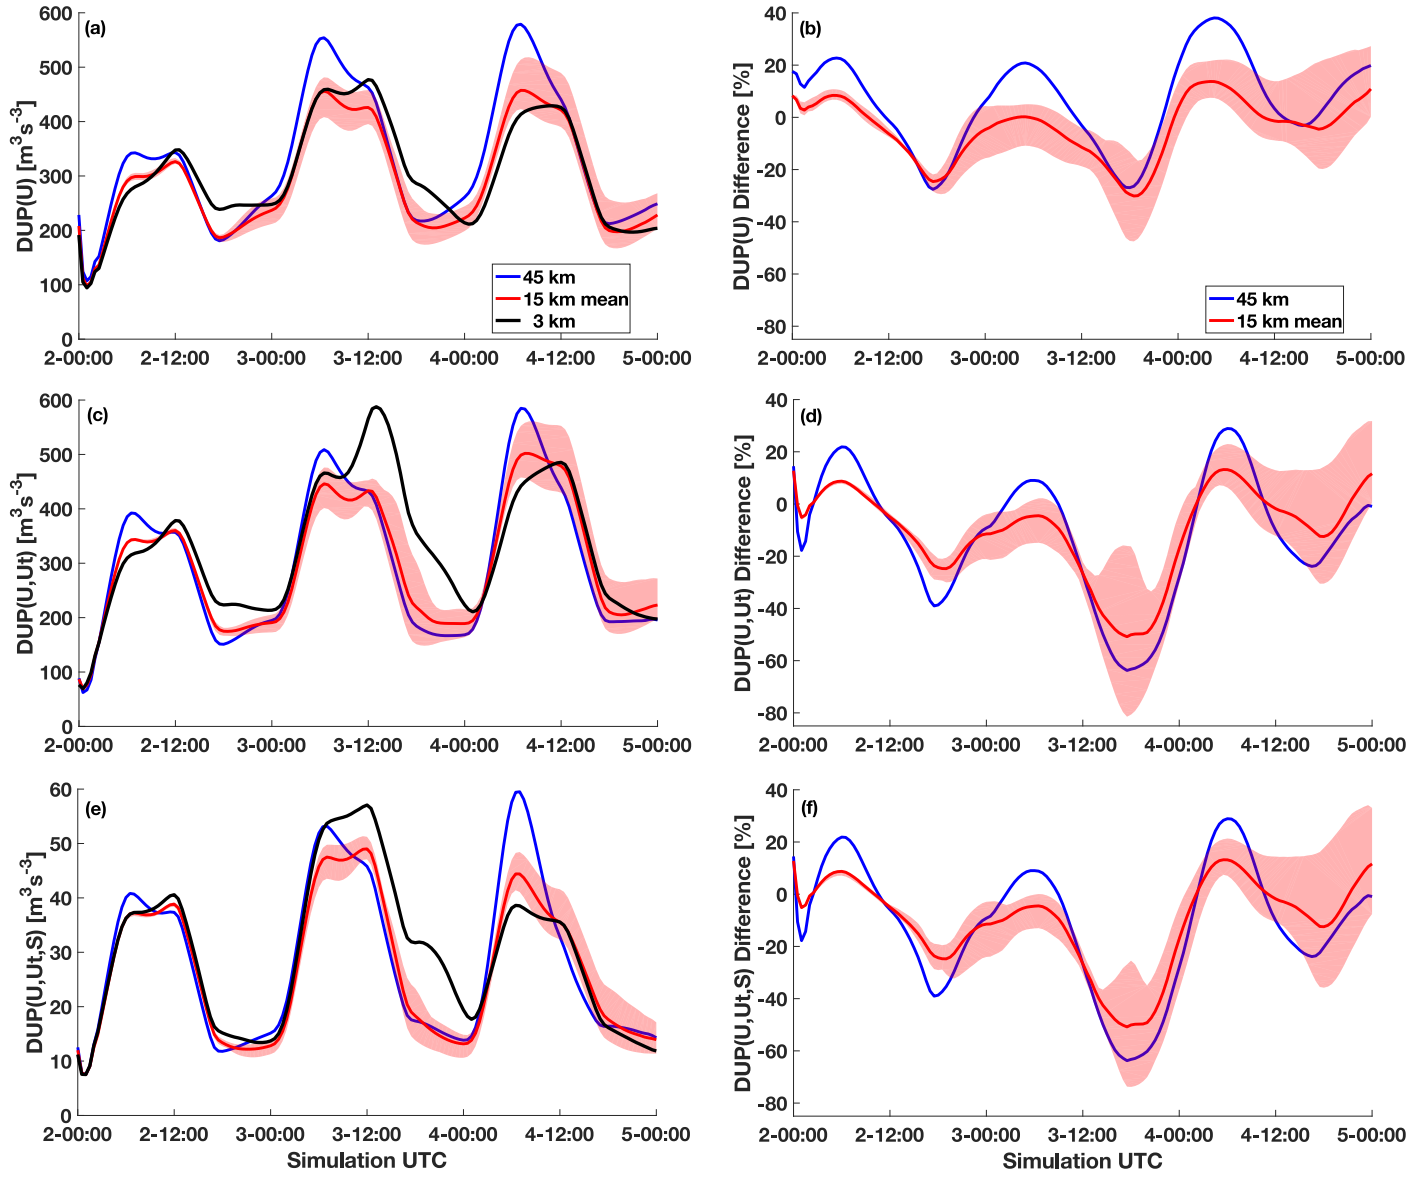 (a)
DUP(U) [m³s⁻³]
600
500
400
300
200
100
0
2-00:00 2-12:00 3-00:00 3-12:00 4-00:00 4-12:00 5-00:00
45 km
15 km mean
3 km
(b)
DUP(U) Difference [%]
40
20
0
-20
-40
-60
-80
2-00:00 2-12:00 3-00:00 3-12:00 4-00:00 4-12:00 5-00:00
45 km
15 km mean
(c)
DUP(U,Ut) [m³s⁻³]
600
500
400
300
200
100
0
2-00:00 2-12:00 3-00:00 3-12:00 4-00:00 4-12:00 5-00:00
(d)
DUP(U,Ut) Difference [%]
40
20
0
-20
-40
-60
-80
2-00:00 2-12:00 3-00:00 3-12:00 4-00:00 4-12:00 5-00:00
(e)
DUP(U,Ut,S) [m³s⁻³]
60
50
40
30
20
10
0
2-00:00 2-12:00 3-00:00 3-12:00 4-00:00 4-12:00 5-00:00
Simulation UTC
(f)
DUP(U,Ut,S) Difference [%]
40
20
0
-20
-40
-60
-80
2-00:00 2-12:00 3-00:00 3-12:00 4-00:00 4-12:00 5-00:00
Simulation UTC